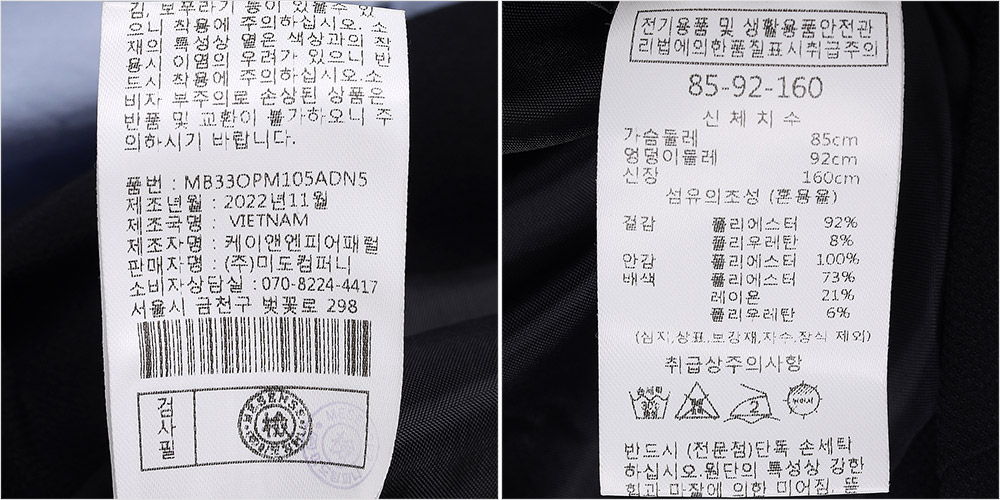 김, 보푸라기 등이 있을수 있
으니 착용에 주의하십시오. 소
재의 특성상 옅은 색상과의 착
용시 이염의 우려가 있으니 반
드시 착용에 주의하십시오.소
비자 부주의로 손상된 상품은
반품 및 교환이 불가하오니 주
의하시기 바랍니다.
품번 : MB33OPM105ADN5
제조년월 : 2022년11월
제조국명 : VIETNAM
제조자명 : 케이앤엔피어패럴
판매자명 : (주)미도컴퍼니
소비자상담실 :070-8224-4417
서울시 금천구 벚꽃로 298
검사필
전기용품 및 생활용품안전관
리법에의한품질표시취급주의
85-92-160
신 체 치 수
가슴둘레 85cm
엉덩이둘레 92cm
신장 160cm
섬유의조성 (혼용율)
겉감 폴리에스터 92%
폴리우레탄 8%
안감 폴리에스터 100%
배색 폴리에스터 73%
레이온 21%
폴리우레탄 6%
(심지,상표,보강재,자수,장식 제외)
취급상주의사항
손세탁
30℃
2
반드시 (전문점)단독 손세탁
하십시오.원단의 특성상 강한
힘과 마찰에 의한 미어짐, 뜯